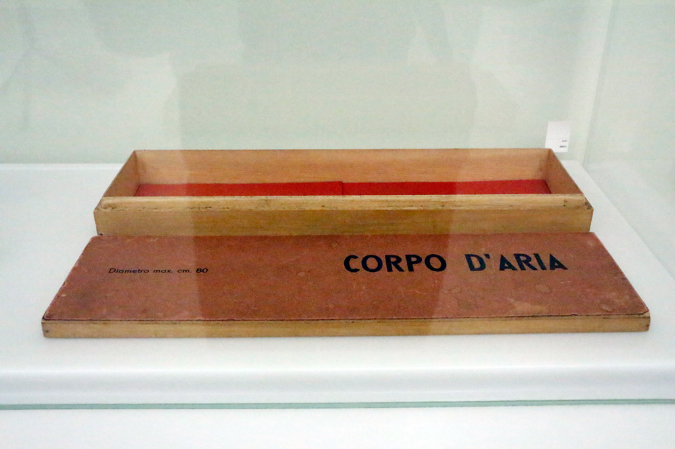 Diametro max. cm. 80
CORPO D'ARIA